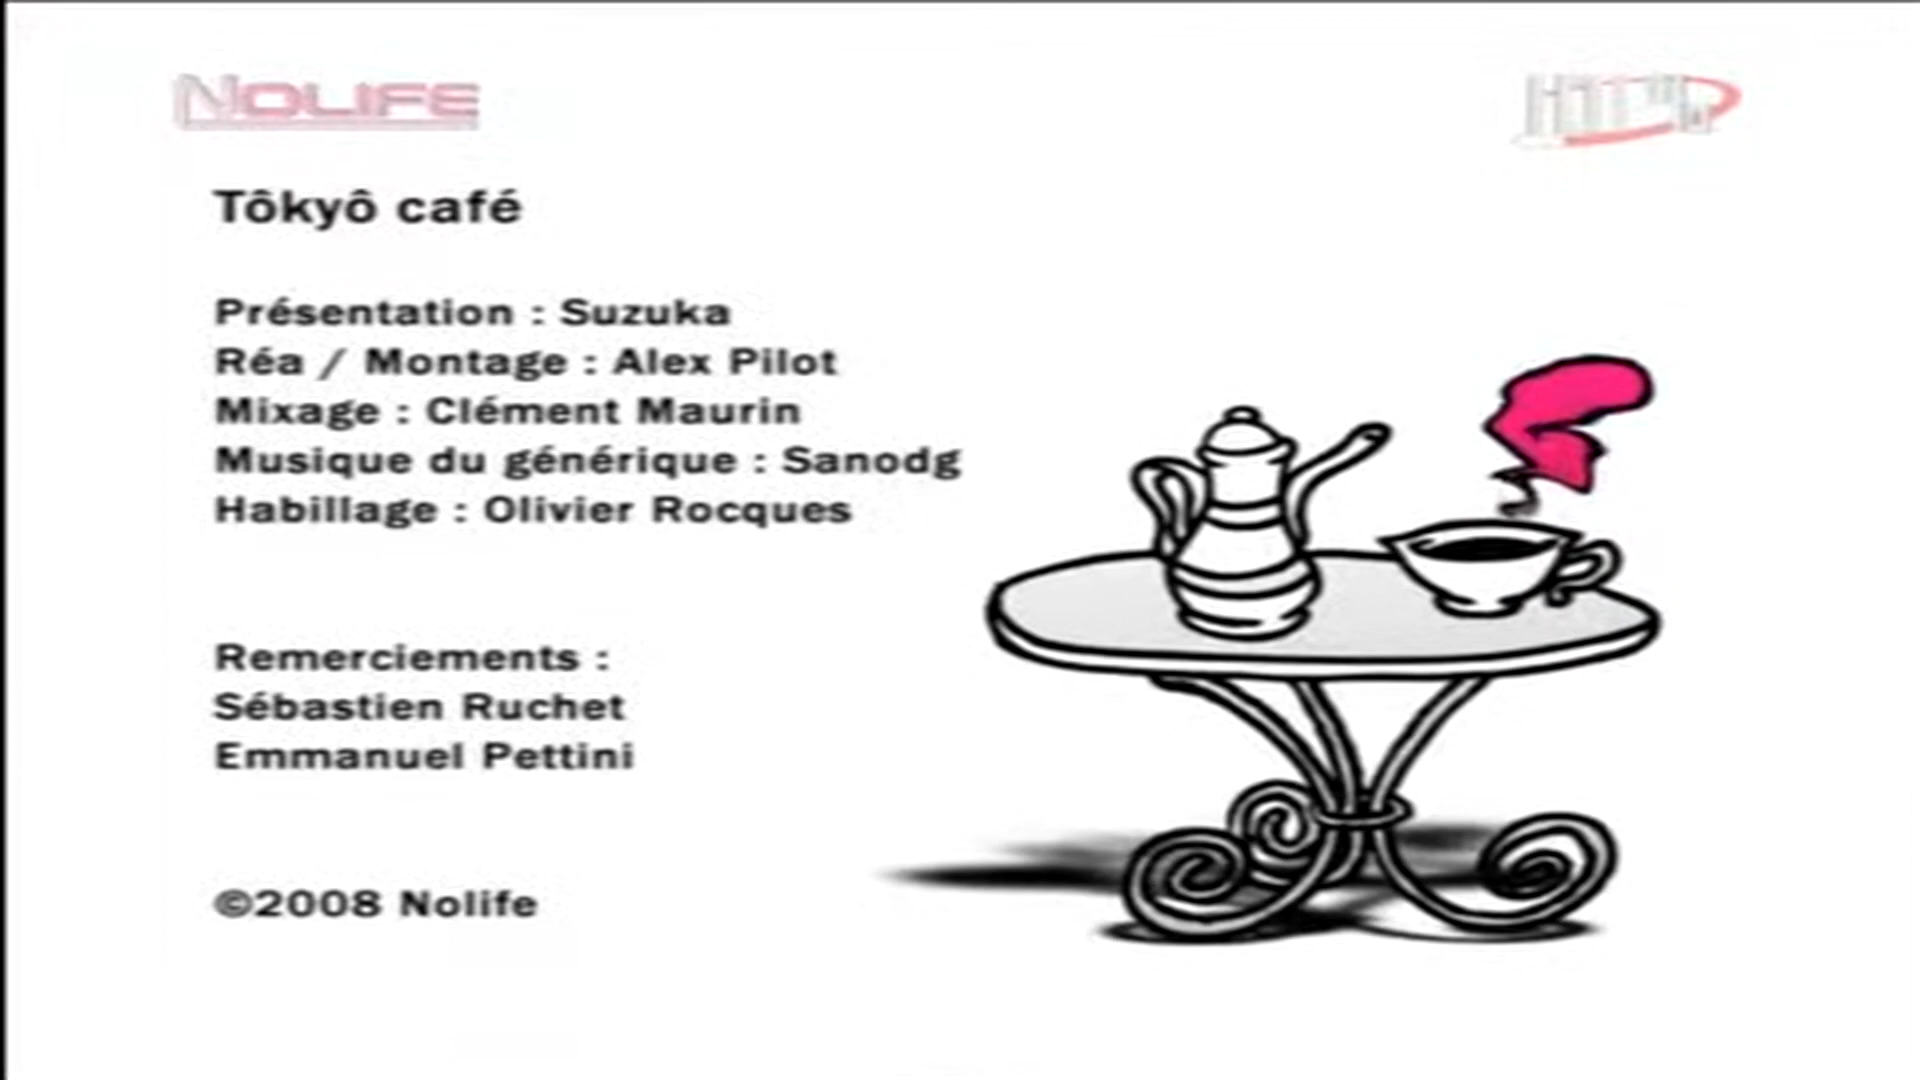 NOLIFE
Tôkyô café
Présentation : Suzuka
Réa / Montage : Alex Pilot
Mixage : Clément Maurin
Musique du générique : Sanodg
Habillage : Olivier Rocques
Remerciements :
Sébastien Ruchet
Emmanuel Pettini
©2008 Nolife